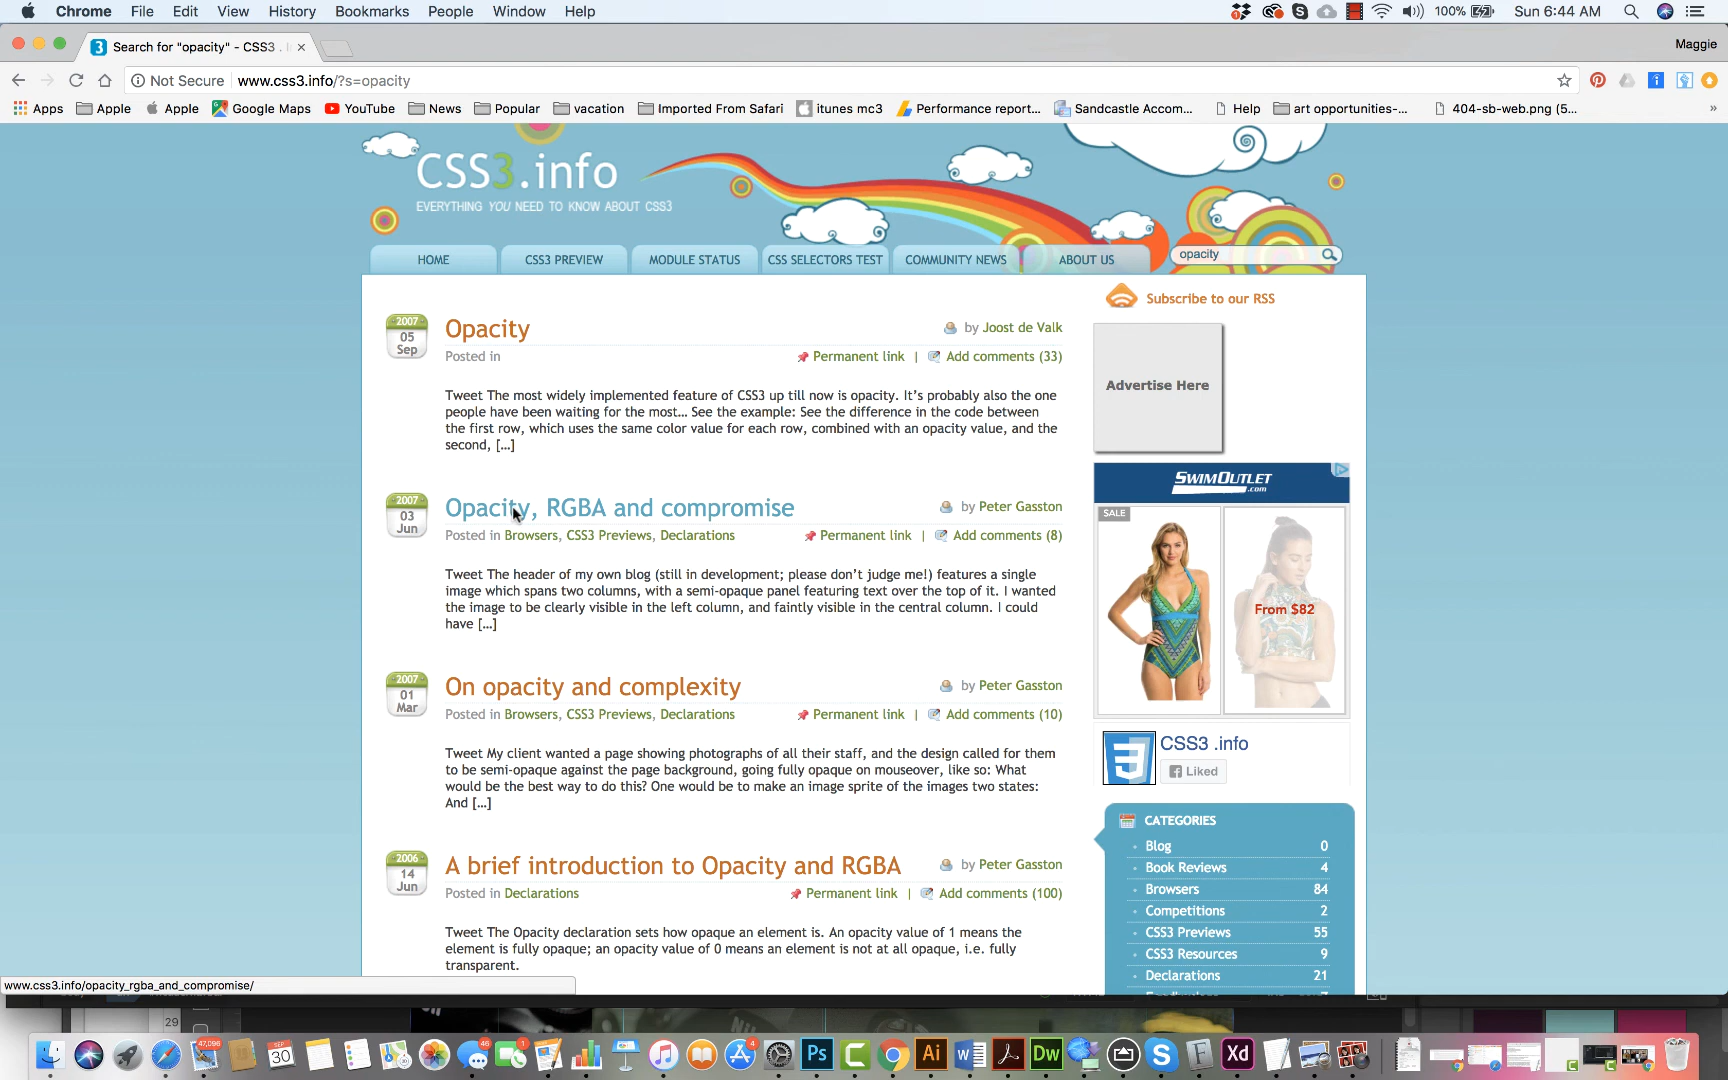 Chrome File Edit View History Bookmarks People Window Help
100% Sun 6:44 AM
Search for "opacity" - CSS3 .
Maggie
Not Secure www.css3.info/?s=opacity
Apps Apple Apple Google Maps YouTube News Popular vacation Imported From Safari itunes mc3 Performance report... Sandcastle Accom... Help art opportunities-... 404-sb-web.png (5... »
CSS3.info
EVERYTHING YOU NEED TO KNOW ABOUT CSS3
HOME CSS3 PREVIEW MODULE STATUS CSS SELECTORS TEST COMMUNITY NEWS ABOUT US
opacity
Subscribe to our RSS
2007
05
Sep
Opacity
by Joost de Valk
Posted in
Permanent link | Add comments (33)
Tweet The most widely implemented feature of CSS3 up till now is opacity. It's probably also the one
people have been waiting for the most... See the example: See the difference in the code between
the first row, which uses the same color value for each row, combined with an opacity value, and the
second, [...]
2007
03
Jun
Opacity, RGBA and compromise
by Peter Gasston
Posted in Browsers, CSS3 Previews, Declarations
Permanent link | Add comments (8)
Tweet The header of my own blog (still in development; please don't judge me!) features a single
image which spans two columns, with a semi-opaque panel featuring text over the top of it. I wanted
the image to be clearly visible in the left column, and faintly visible in the central column. I could
have [...]
2007
01
Mar
On opacity and complexity
by Peter Gasston
Posted in Browsers, CSS3 Previews, Declarations
Permanent link | Add comments (10)
Tweet My client wanted a page showing photographs of all their staff, and the design called for them
to be semi-opaque against the page background, going fully opaque on mouseover, like so: What
would be the best way to do this? One would be to make an image sprite of the images two states:
And [...]
2006
14
Jun
A brief introduction to Opacity and RGBA
by Peter Gasston
Posted in Declarations
Permanent link | Add comments (100)
Tweet The Opacity declaration sets how opaque an element is. An opacity value of 1 means the
element is fully opaque; an opacity value of 0 means an element is not at all opaque, i.e. fully
transparent.
Advertise Here
SWIMOUTLET
.com
SALE
From $82
CSS3 .info
Liked
CATEGORIES
Blog 0
Book Reviews 4
Browsers 84
Competitions 2
CSS3 Previews 55
CSS3 Resources 9
Declarations 21
www.css3.info/opacity_rgba_and_compromise/
29
47,096
SEP
30
46
1
4
Ps
Ai
Dw
Xd